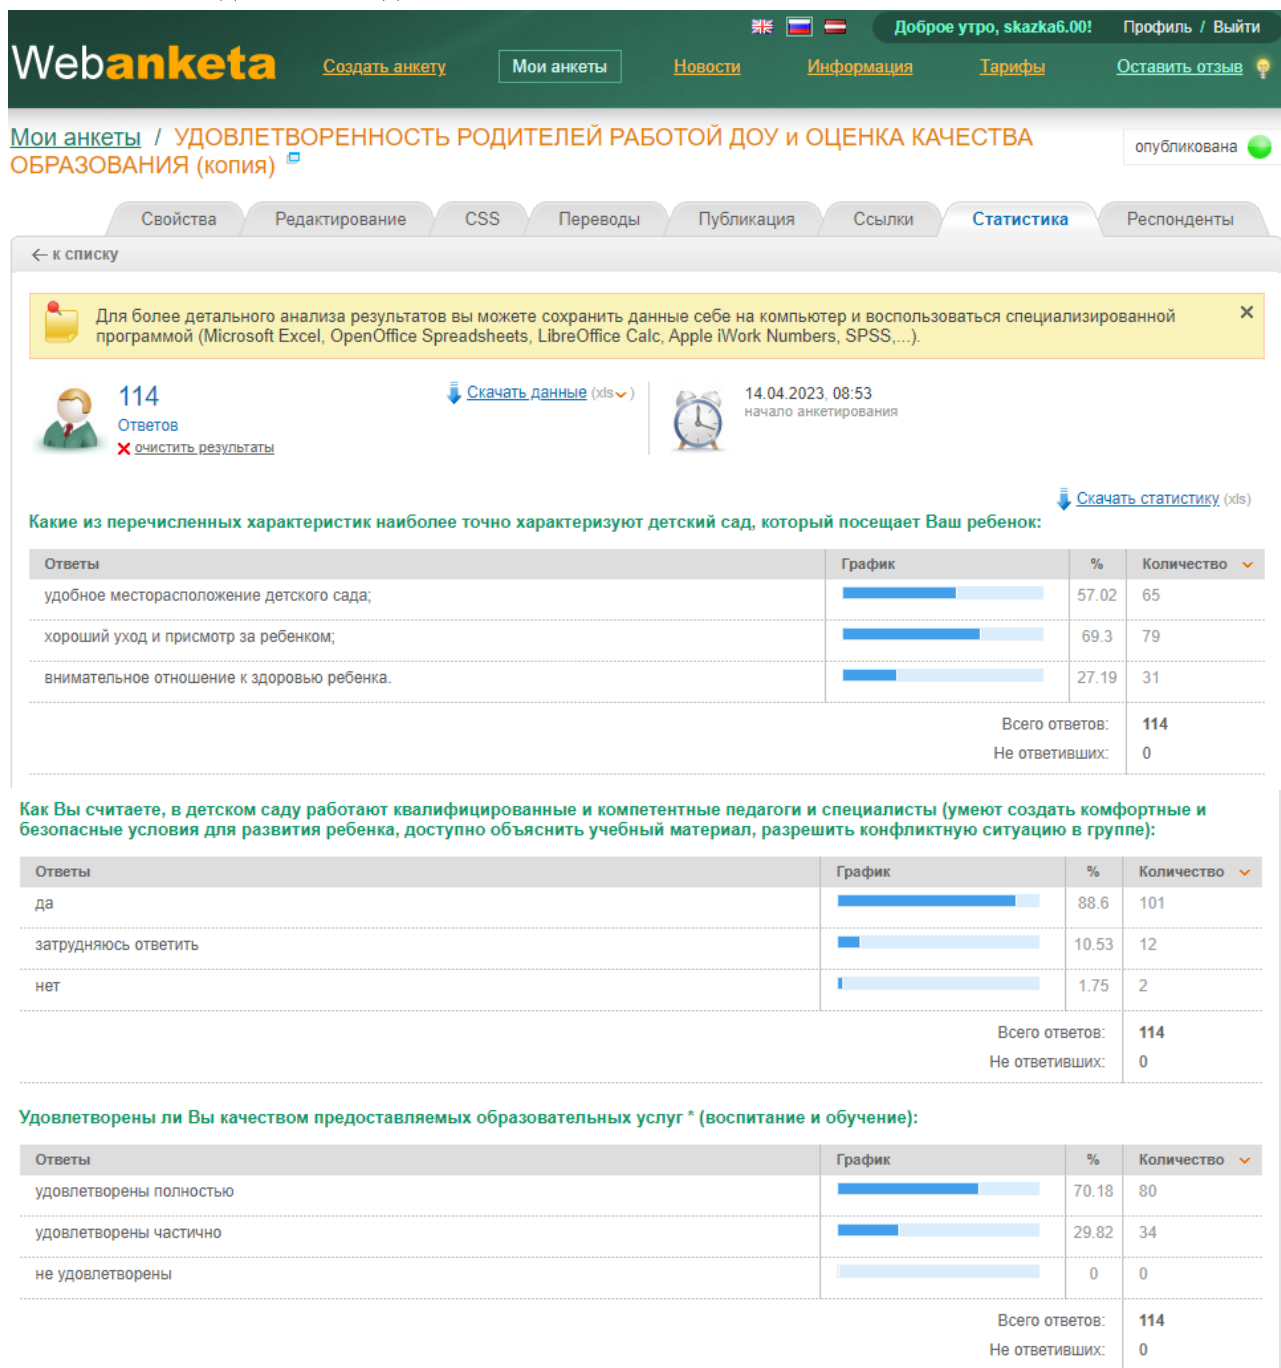 Доброе утро, skazka6.00! Профиль / Выйти
Webanketa Создать анкету Мои анкеты Новости Информация Тарифы Оставить отзыв
Мои анкеты / УДОВЛЕТВОРЕННОСТЬ РОДИТЕЛЕЙ РАБОТОЙ ДОУ и ОЦЕНКА КАЧЕСТВА
ОБРАЗОВАНИЯ (копия)
опубликована
Свойства Редактирование CSS Переводы Публикация Ссылки Статистика Респонденты
← к списку
Для более детального анализа результатов вы можете сохранить данные себе на компьютер и воспользоваться специализированной
программой (Microsoft Excel, OpenOffice Spreadsheets, LibreOffice Calc, Apple iWork Numbers, SPSS,...).
114
Ответов
очистить результаты
Скачать данные (xls)
14.04.2023, 08:53
начало анкетирования
Скачать статистику (xls)
Какие из перечисленных характеристик наиболее точно характеризуют детский сад, который посещает Ваш ребенок:
Ответы График % Количество
удобное месторасположение детского сада; 57.02 65
хороший уход и присмотр за ребенком; 69.3 79
внимательное отношение к здоровью ребенка. 27.19 31
Всего ответов: 114
Не ответивших: 0
Как Вы считаете, в детском саду работают квалифицированные и компетентные педагоги и специалисты (умеют создать комфортные и
безопасные условия для развития ребенка, доступно объяснить учебный материал, разрешить конфликтную ситуацию в группе):
Ответы График % Количество
да 88.6 101
затрудняюсь ответить 10.53 12
нет 1.75 2
Всего ответов: 114
Не ответивших: 0
Удовлетворены ли Вы качеством предоставляемых образовательных услуг * (воспитание и обучение):
Ответы График % Количество
удовлетворены полностью 70.18 80
удовлетворены частично 29.82 34
не удовлетворены 0 0
Всего ответов: 114
Не ответивших: 0